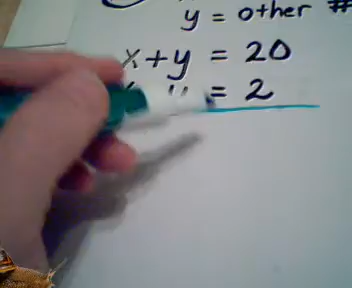 y = other #
x + y = 20
= 2